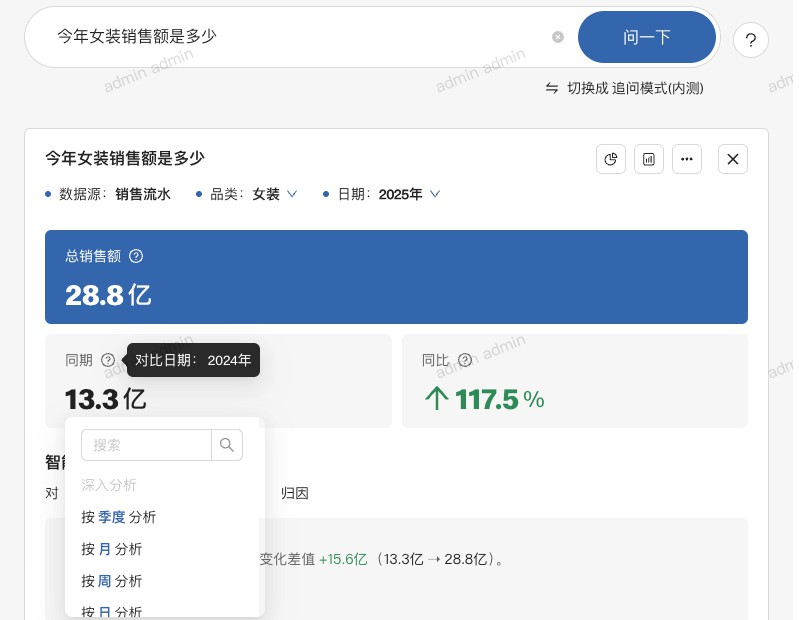 今年女装销售额是多少
问一下
?
切换成 追问模式(内测)
今年女装销售额是多少
数据源： 销售流水 品类： 女装 日期： 2025年
总销售额 ?
28.8 亿
同期 ? 对比日期： 2024年
13.3 亿
同比 ?
117.5 %
搜索
深入分析
按 季度 分析
按 月 分析
按 周 分析
按 日 分析
对
归因
变化差值 +15.6亿 （13.3亿 → 28.8亿）。
admin admin
admin admin
admin admin